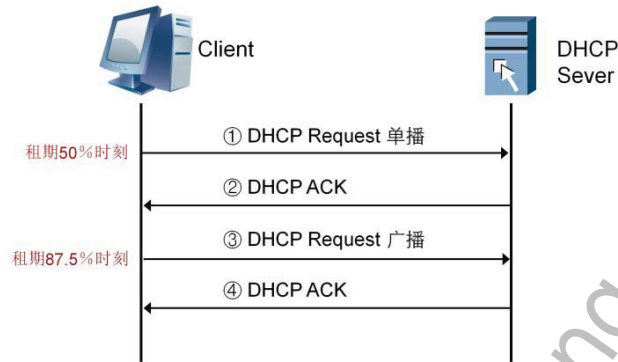 Client
DHCP
Sever
① DHCP Request 单播
租期50%时刻
② DHCP ACK
③ DHCP Request 广播
租期87.5%时刻
④ DHCP ACK